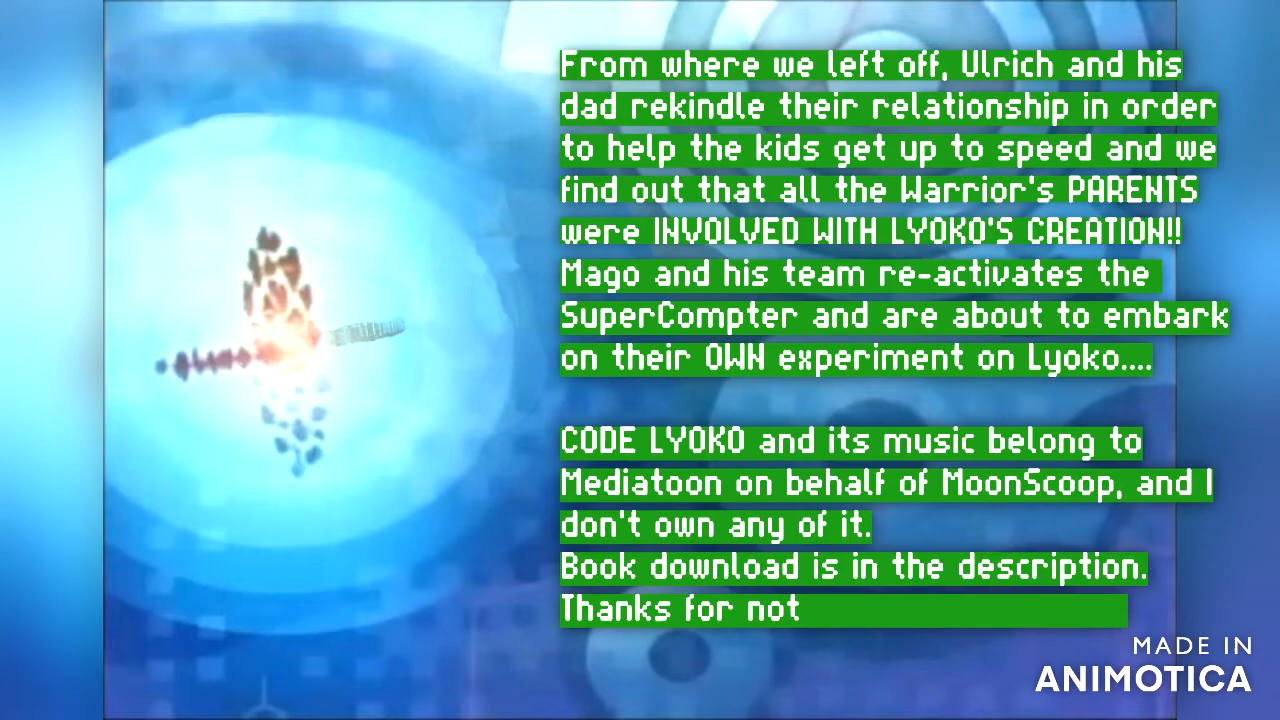 From where we left off, Ulrich and his
dad rekindle their relationship in order
to help the kids get up to speed and we
find out that all the Warrior's PARENTS
were INVOLVED WITH LYOKO'S CREATION!!
Mago and his team re-activates the
SuperCompter and are about to embark
on their OWN experiment on Lyoko....
CODE LYOKO and its music belong to
Mediatoon on behalf of MoonScoop, and I
don't own any of it.
Book download is in the description.
Thanks for not
MADE IN
ANIMOTICA